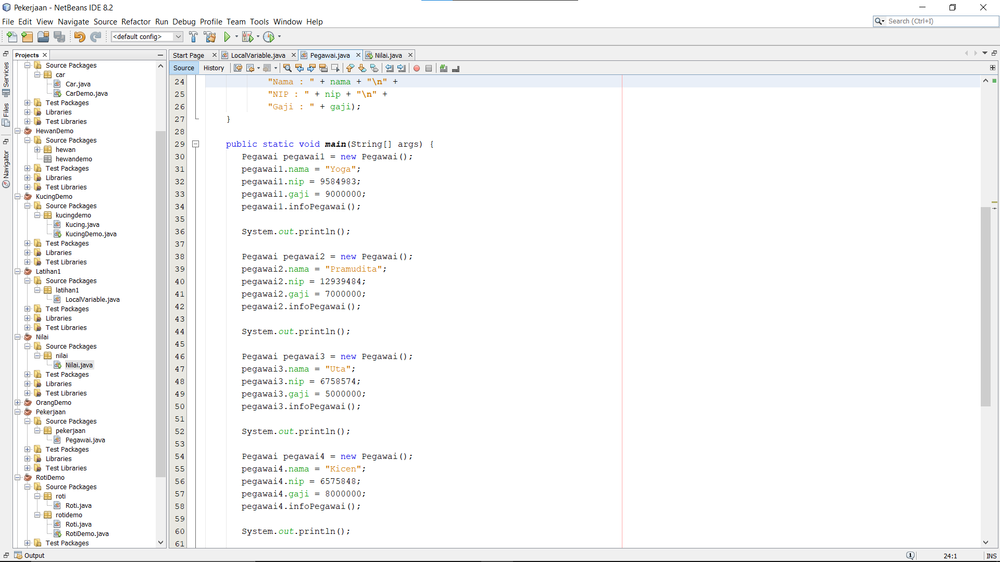 Pekerjaan - NetBeans IDE 8.2
File Edit View Navigate Source Refactor Run Debug Profile Team Tools Window Help
Search (Ctrl+I)
<default config>
Services
Files
Navigator
Projects
Source Packages
car
Car.java
CarDemo.java
Test Packages
Libraries
Test Libraries
HewanDemo
Source Packages
hewan
hewandemo
Test Packages
Libraries
Test Libraries
KucingDemo
Source Packages
kucingdemo
Kucing.java
KucingDemo.java
Test Packages
Libraries
Test Libraries
Latihan1
Source Packages
latihan1
LocalVariable.java
Test Packages
Libraries
Test Libraries
Nilai
Source Packages
nilai
Nilai.java
Test Packages
Libraries
Test Libraries
OrangDemo
Pekerjaan
Source Packages
pekerjaan
Pegawai.java
Test Packages
Libraries
Test Libraries
RotiDemo
Source Packages
roti
Roti.java
rotidemo
Roti.java
RotiDemo.java
Test Packages
Start Page LocalVariable.java Pegawai.java Nilai.java
Source History
24 "Nama : " + nama + "\n" +
25 "NIP : " + nip + "\n" +
26 "Gaji : " + gaji);
27 }
28
29 public static void main(String[] args) {
30 Pegawai pegawai1 = new Pegawai();
31 pegawai1.nama = "Yoga";
32 pegawai1.nip = 9584983;
33 pegawai1.gaji = 9000000;
34 pegawai1.infoPegawai();
35
36 System.out.println();
37
38 Pegawai pegawai2 = new Pegawai();
39 pegawai2.nama = "Pramudita";
40 pegawai2.nip = 12939484;
41 pegawai2.gaji = 7000000;
42 pegawai2.infoPegawai();
43
44 System.out.println();
45
46 Pegawai pegawai3 = new Pegawai();
47 pegawai3.nama = "Uta";
48 pegawai3.nip = 6758574;
49 pegawai3.gaji = 5000000;
50 pegawai3.infoPegawai();
51
52 System.out.println();
53
54 Pegawai pegawai4 = new Pegawai();
55 pegawai4.nama = "Kicen";
56 pegawai4.nip = 6575848;
57 pegawai4.gaji = 8000000;
58 pegawai4.infoPegawai();
59
60 System.out.println();
61
Output
1
24:1
INS